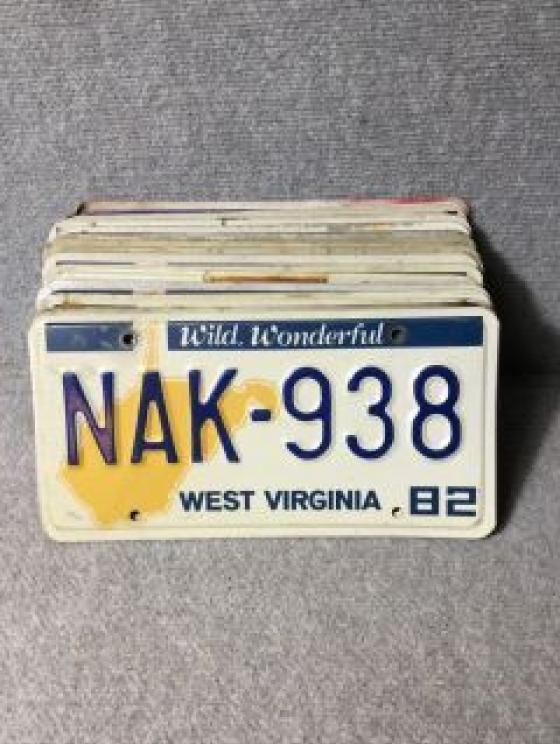 Wild, Wonderful
NAK-938
WEST VIRGINIA 82